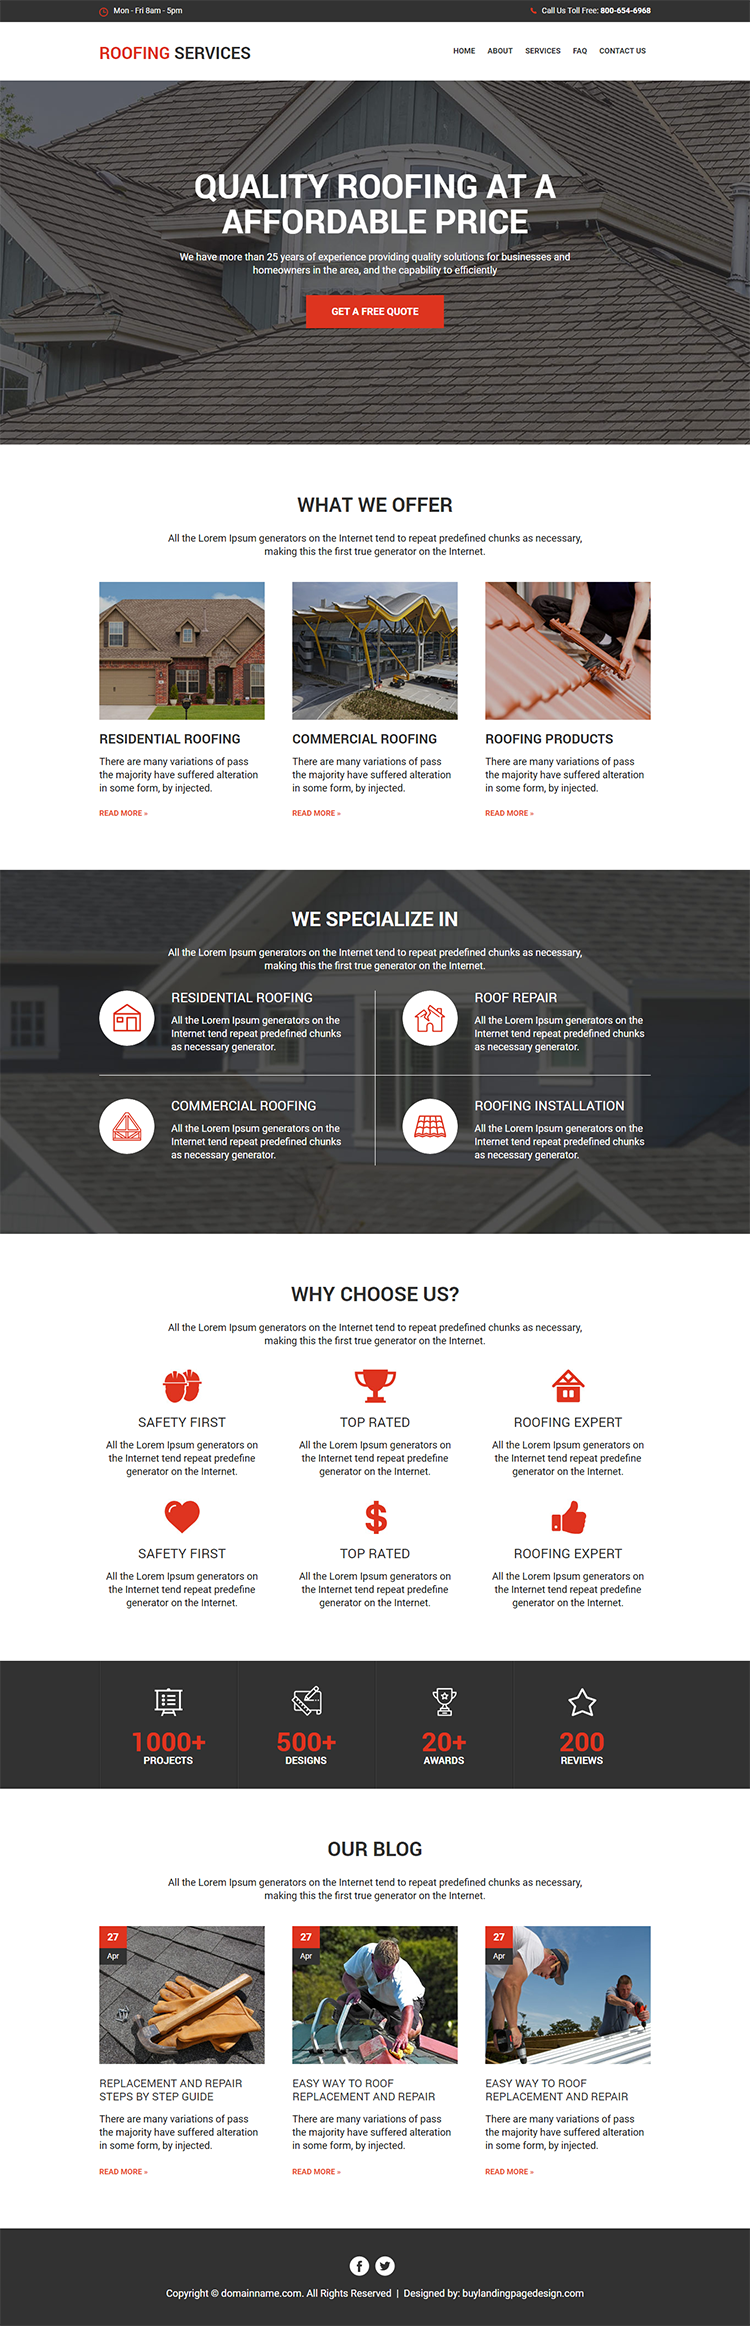 Mon - Fri 8am - 5pm
Call Us Toll Free: 800-654-6968
ROOFING SERVICES
HOME ABOUT SERVICES FAQ CONTACT US
QUALITY ROOFING AT A
AFFORDABLE PRICE
We have more than 25 years of experience providing quality solutions for businesses and
homeowners in the area, and the capability to efficiently
GET A FREE QUOTE
WHAT WE OFFER
All the Lorem Ipsum generators on the Internet tend to repeat predefined chunks as necessary,
making this the first true generator on the Internet.
RESIDENTIAL ROOFING
There are many variations of pass
the majority have suffered alteration
in some form, by injected.
READ MORE »
COMMERCIAL ROOFING
There are many variations of pass
the majority have suffered alteration
in some form, by injected.
READ MORE »
ROOFING PRODUCTS
There are many variations of pass
the majority have suffered alteration
in some form, by injected.
READ MORE »
WE SPECIALIZE IN
All the Lorem Ipsum generators on the Internet tend to repeat predefined chunks as necessary,
making this the first true generator on the Internet.
RESIDENTIAL ROOFING
All the Lorem Ipsum generators on the
Internet tend repeat predefined chunks
as necessary generator.
ROOF REPAIR
All the Lorem Ipsum generators on the
Internet tend repeat predefined chunks
as necessary generator.
COMMERCIAL ROOFING
All the Lorem Ipsum generators on the
Internet tend repeat predefined chunks
as necessary generator.
ROOFING INSTALLATION
All the Lorem Ipsum generators on the
Internet tend repeat predefined chunks
as necessary generator.
WHY CHOOSE US?
All the Lorem Ipsum generators on the Internet tend to repeat predefined chunks as necessary,
making this the first true generator on the Internet.
SAFETY FIRST
All the Lorem Ipsum generators on
the Internet tend repeat predefine
generator on the Internet.
TOP RATED
All the Lorem Ipsum generators on
the Internet tend repeat predefine
generator on the Internet.
ROOFING EXPERT
All the Lorem Ipsum generators on
the Internet tend repeat predefine
generator on the Internet.
SAFETY FIRST
All the Lorem Ipsum generators on
the Internet tend repeat predefine
generator on the Internet.
TOP RATED
All the Lorem Ipsum generators on
the Internet tend repeat predefine
generator on the Internet.
ROOFING EXPERT
All the Lorem Ipsum generators on
the Internet tend repeat predefine
generator on the Internet.
1000+
PROJECTS
500+
DESIGNS
20+
AWARDS
200
REVIEWS
OUR BLOG
All the Lorem Ipsum generators on the Internet tend to repeat predefined chunks as necessary,
making this the first true generator on the Internet.
27
Apr
REPLACEMENT AND REPAIR
STEPS BY STEP GUIDE
There are many variations of pass
the majority have suffered alteration
in some form, by injected.
READ MORE »
27
Apr
EASY WAY TO ROOF
REPLACEMENT AND REPAIR
There are many variations of pass
the majority have suffered alteration
in some form, by injected.
READ MORE »
27
Apr
EASY WAY TO ROOF
REPLACEMENT AND REPAIR
There are many variations of pass
the majority have suffered alteration
in some form, by injected.
READ MORE »
Copyright © domainname.com. All Rights Reserved | Designed by: buylandingpagedesign.com